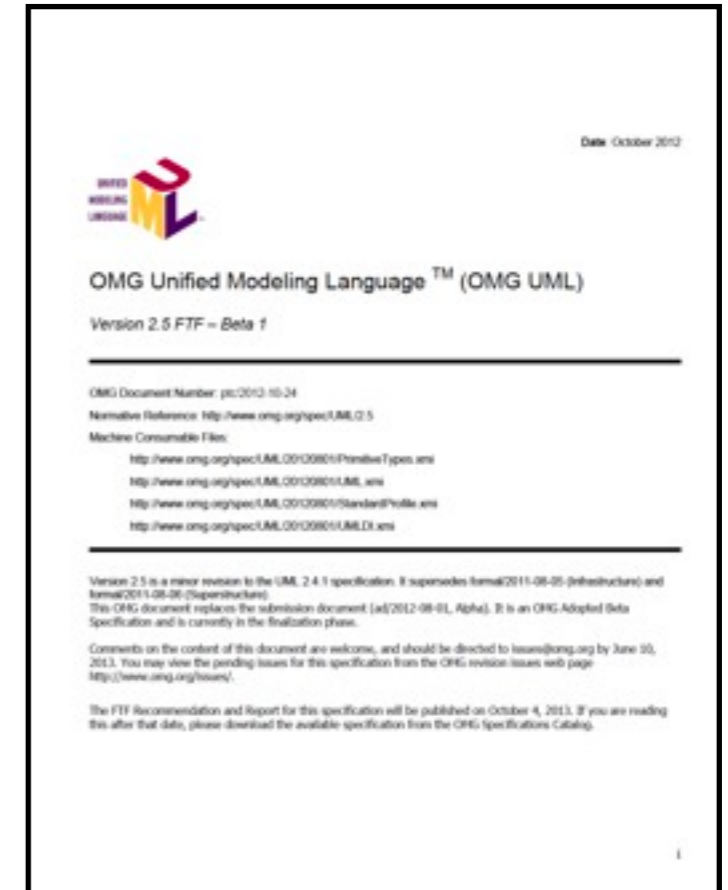 Date: October 2012
UNIFIED
MODELING
LANGUAGE
UML
OMG Unified Modeling Language TM (OMG UML)
Version 2.5 FTF – Beta 1
OMG Document Number: ptc/2012-10-24
Normative Reference: http://www.omg.org/spec/UML/2.5
Machine Consumable Files:
http://www.omg.org/spec/UML/20120801/PrimitiveTypes.xmi
http://www.omg.org/spec/UML/20120801/UML.xmi
http://www.omg.org/spec/UML/20120801/StandardProfile.xmi
http://www.omg.org/spec/UML/20120801/UMLDI.xmi
Version 2.5 is a minor revision to the UML 2.4.1 specification. It supersedes formal/2011-08-05 (Infrastructure) and
formal/2011-08-06 (Superstructure).
This OMG document replaces the submission document (ad/2012-08-01, Alpha). It is an OMG Adopted Beta
Specification and is currently in the finalization phase.
Comments on the content of this document are welcome, and should be directed to issues@omg.org by June 10,
2013. You may view the pending issues for this specification from the OMG revision issues web page
http://www.omg.org/issues/.
The FTF Recommendation and Report for this specification will be published on October 4, 2013. If you are reading
this after that date, please download the available specification from the OMG Specifications Catalog.